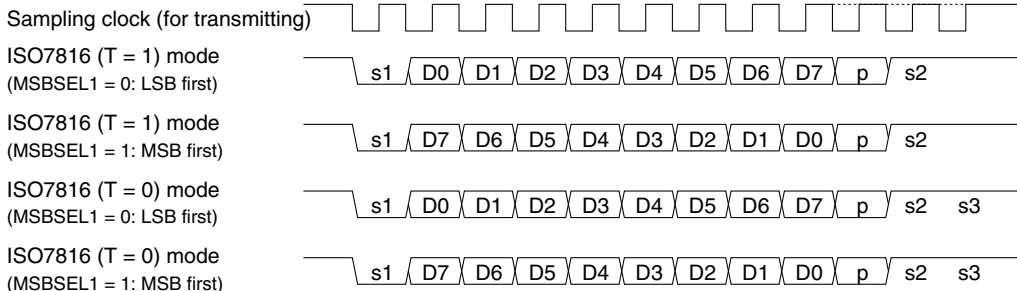 Sampling clock (for transmitting)
ISO7816 (T = 1) mode
(MSBSEL1 = 0: LSB first)
s1 D0 D1 D2 D3 D4 D5 D6 D7 p s2
ISO7816 (T = 1) mode
(MSBSEL1 = 1: MSB first)
s1 D7 D6 D5 D4 D3 D2 D1 D0 p s2
ISO7816 (T = 0) mode
(MSBSEL1 = 0: LSB first)
s1 D0 D1 D2 D3 D4 D5 D6 D7 p s2 s3
ISO7816 (T = 0) mode
(MSBSEL1 = 1: MSB first)
s1 D7 D6 D5 D4 D3 D2 D1 D0 p s2 s3